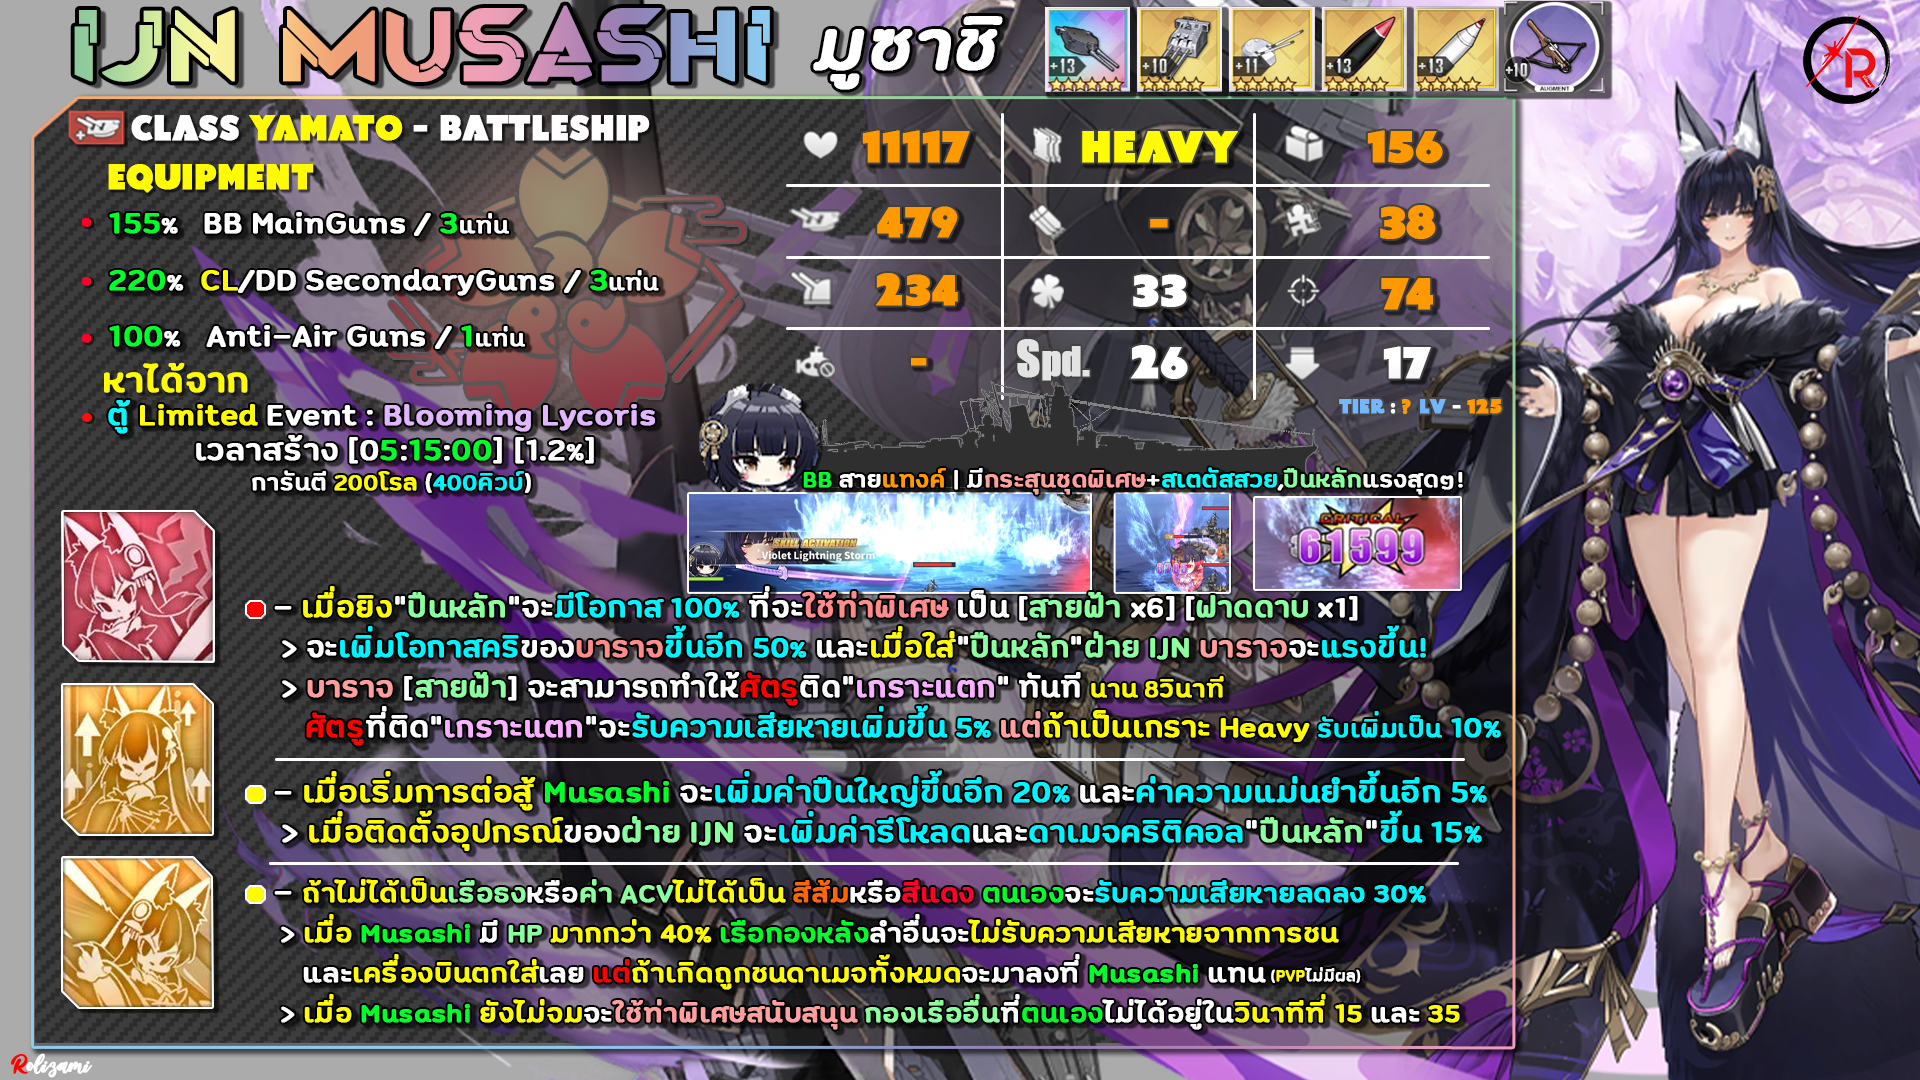 IJN MUSASHI มูซาชิ
+13 +10 +11 +13 +13 +10 AUGMENT
R
CLASS YAMATO - BATTLESHIP
EQUIPMENT
• 155% BB MainGuns / 3แท่น
• 220% CL/DD SecondaryGuns / 3แท่น
• 100% Anti-Air Guns / 1แท่น
หาได้จาก
• ตู้ Limited Event : Blooming Lycoris
เวลาสร้าง [05:15:00] [1.2%]
การันตี 200โรล (400คิวบ์)
11117 HEAVY 156
479 - 38
234 33 74
- Spd. 26 17
TIER : ? LV - 125
BB สายแทงค์ | มีกระสุนชุดพิเศษ+สเตตัสสวย,ปืนหลักแรงสุดๆ!
SKILL ACTIVATION
Violet Lightning Storm
CRITICAL
61599
- เมื่อยิง"ปืนหลัก"จะมีโอกาส 100% ที่จะใช้ท่าพิเศษ เป็น [สายฟ้า x6] [ฟาดดาบ x1]
> จะเพิ่มโอกาสคริของบาราจขึ้นอีก 50% และเมื่อใส่"ปืนหลัก"ฝ่าย IJN บาราจจะแรงขึ้น!
> บาราจ [สายฟ้า] จะสามารถทำให้ศัตรูติด"เกราะแตก" ทันที นาน 8วินาที
ศัตรูที่ติด"เกราะแตก"จะรับความเสียหายเพิ่มขึ้น 5% แต่ถ้าเป็นเกราะ Heavy รับเพิ่มเป็น 10%
- เมื่อเริ่มการต่อสู้ Musashi จะเพิ่มค่าปืนใหญ่ขึ้นอีก 20% และค่าความแม่นยำขึ้นอีก 5%
> เมื่อติดตั้งอุปกรณ์ของฝ่าย IJN จะเพิ่มค่ารีโหลดและดาเมจคริติคอล"ปืนหลัก"ขึ้น 15%
- ถ้าไม่ได้เป็นเรือธงหรือค่า ACVไม่ได้เป็น สีส้มหรือสีแดง ตนเองจะรับความเสียหายลดลง 30%
> เมื่อ Musashi มี HP มากกว่า 40% เรือกองหลังลำอื่นจะไม่รับความเสียหายจากการชน
และเครื่องบินตกใส่เลย แต่ถ้าเกิดถูกชนดาเมจทั้งหมดจะมาลงที่ Musashi แทน (PVPไม่มีผล)
> เมื่อ Musashi ยังไม่จมจะใช้ท่าพิเศษสนับสนุน กองเรืออื่นที่ตนเองไม่ได้อยู่ในวินาทีที่ 15 และ 35
Rolizami